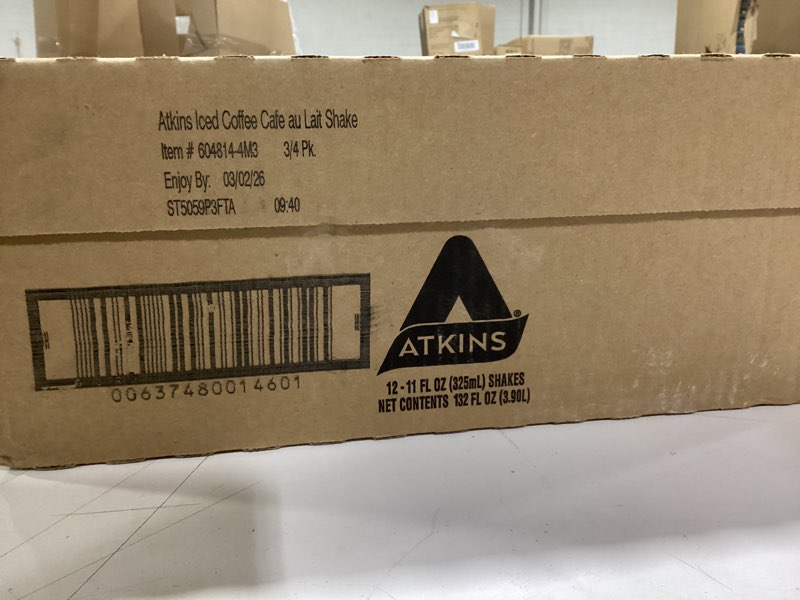 Atkins Iced Coffee Cafe au Lait Shake
Item # 604814-4M3 3/4 Pk.
Enjoy By: 03/02/26
ST5059P3FTA 09:40
00637480014601
ATKINS®
12 - 11 FL OZ (325mL) SHAKES
NET CONTENTS 132 FL OZ (3.90L)